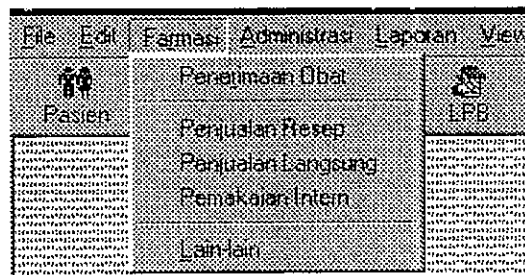 File Edit Farmasi Administrasi Laporan View
Penerimaan Obat
Pasien
LPB
Penjualan Resep
Penjualan Langsung
Pemakaian Intern
Lain-lain